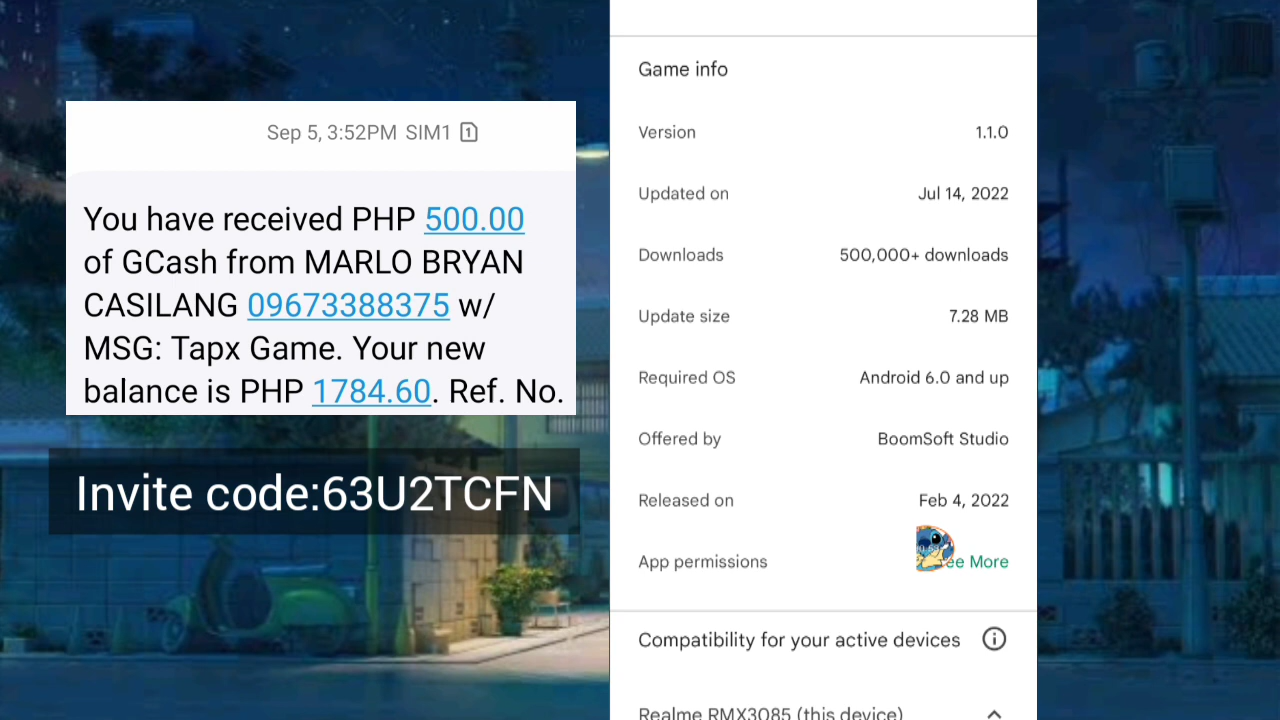 Sep 5, 3:52PM SIM1 1
You have received PHP 500.00
of GCash from MARLO BRYAN
CASILANG 09673388375 w/
MSG: Tapx Game. Your new
balance is PHP 1784.60. Ref. No.
Invite code:63U2TCFN
Game info
Version 1.1.0
Updated on Jul 14, 2022
Downloads 500,000+ downloads
Update size 7.28 MB
Required OS Android 6.0 and up
Offered by BoomSoft Studio
Released on Feb 4, 2022
App permissions ee More
Compatibility for your active devices
Realme RMX3085 (this device)